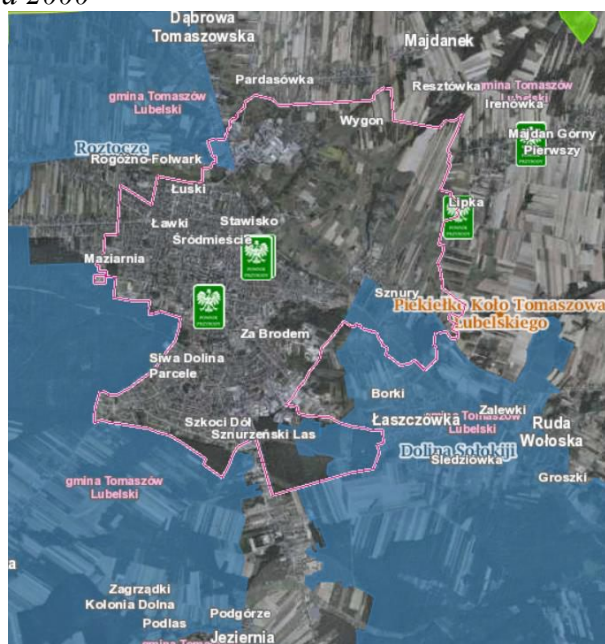 a 2000
Dąbrowa
Tomaszowska
Majdanek
Pardasówka
Resztówka
gmina Tomaszów
Lubelski
gmina Tomaszów
Lubelski
Irenówka
Wygon
Majdan Górny
Pierwszy
Roztocze
Rogóźno-Folwark
Łuski
Lipka
Ławki
Stawisko
Śródmieście
Maziarnia
Sznury
Piekiełko Koło Tomaszowa
Lubelskiego
Za Brodem
Siwa Dolina
Parcele
Borki
Szkoci Dół
Łaszczówka
gmina Tomaszów
Lubelski
Zalewki
Ruda
Wołoska
Sznurzeński Las
Dolina Sołokiji
Śledziówka
Groszki
gmina Tomaszów
Lubelski
a
Zagrządki
Kolonia Dolna
Podlas
Podgórze
Jeziernia